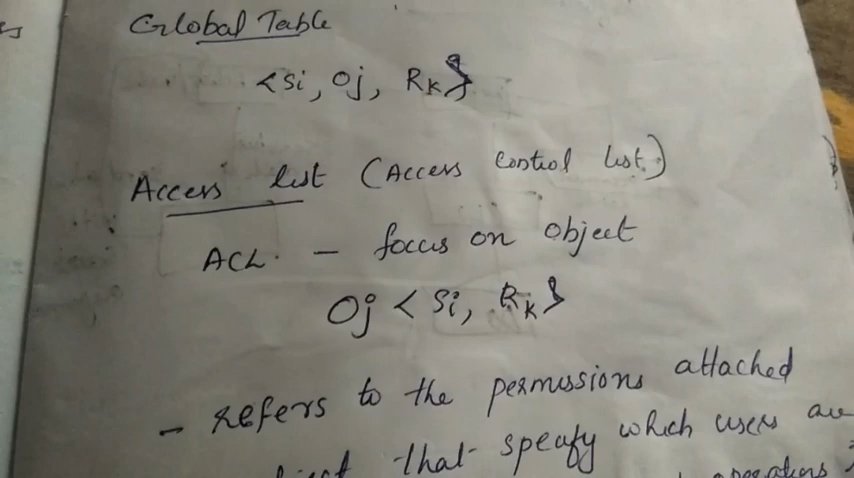 Global Table
<Si, Oj, RK>
Access list (Access Control list)
ACL. - focus on object
Oj < Si, RK>
- refers to the permissions attached
that specify which users are
operations